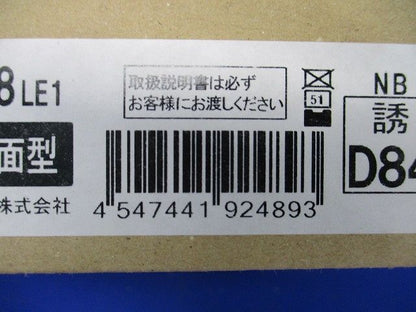 8 LE1
取扱説明書は必ず
お客様にお渡しください
51
NB
面型
誘
D84
株式会社
4 547441 924893